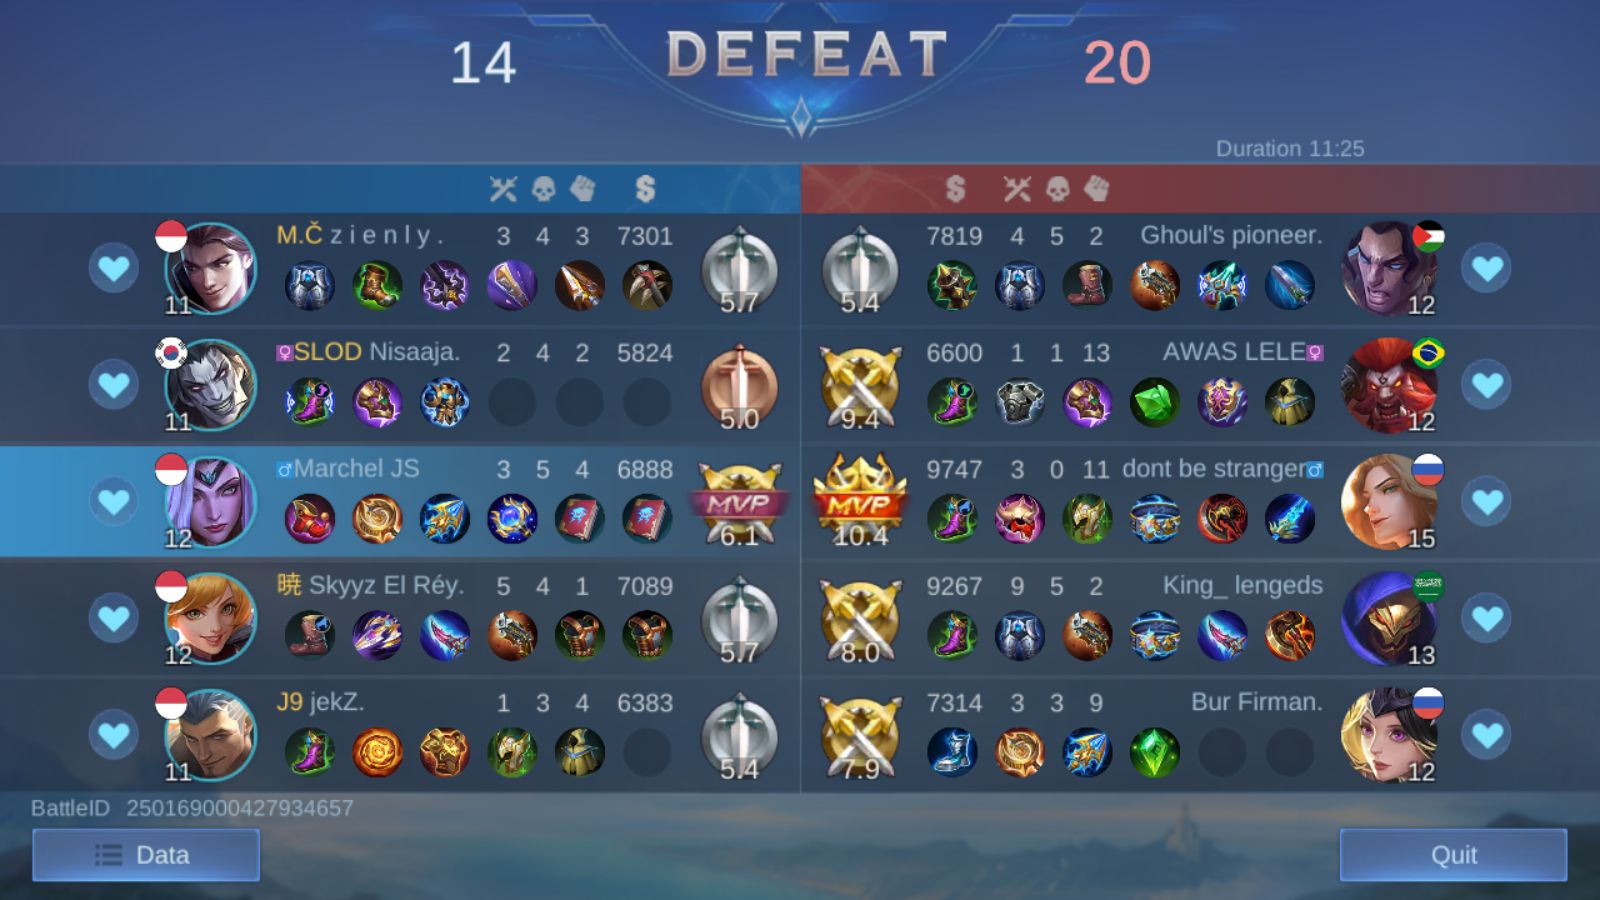 14 DEFEAT 20
Duration 11:25
M.Č z i e n l y . 3 4 3 7301
11 5.7
7819 4 5 2 Ghoul's pioneer.
5.4 12
♀SLOD Nisaaja. 2 4 2 5824
11 5.0
6600 1 1 13 AWAS LELE♀
9.4 12
♂Marchel JS 3 5 4 6888
MVP
12 6.1
9747 3 0 11 dont be stranger♂
MVP
10.4 15
暁 Skyyz El Réy. 5 4 1 7089
12 5.7
9267 9 5 2 King_ lengeds
8.0 13
J9 jekZ. 1 3 4 6383
11 5.4
7314 3 3 9 Bur Firman.
7.9 12
BattleID 250169000427934657
Data
Quit